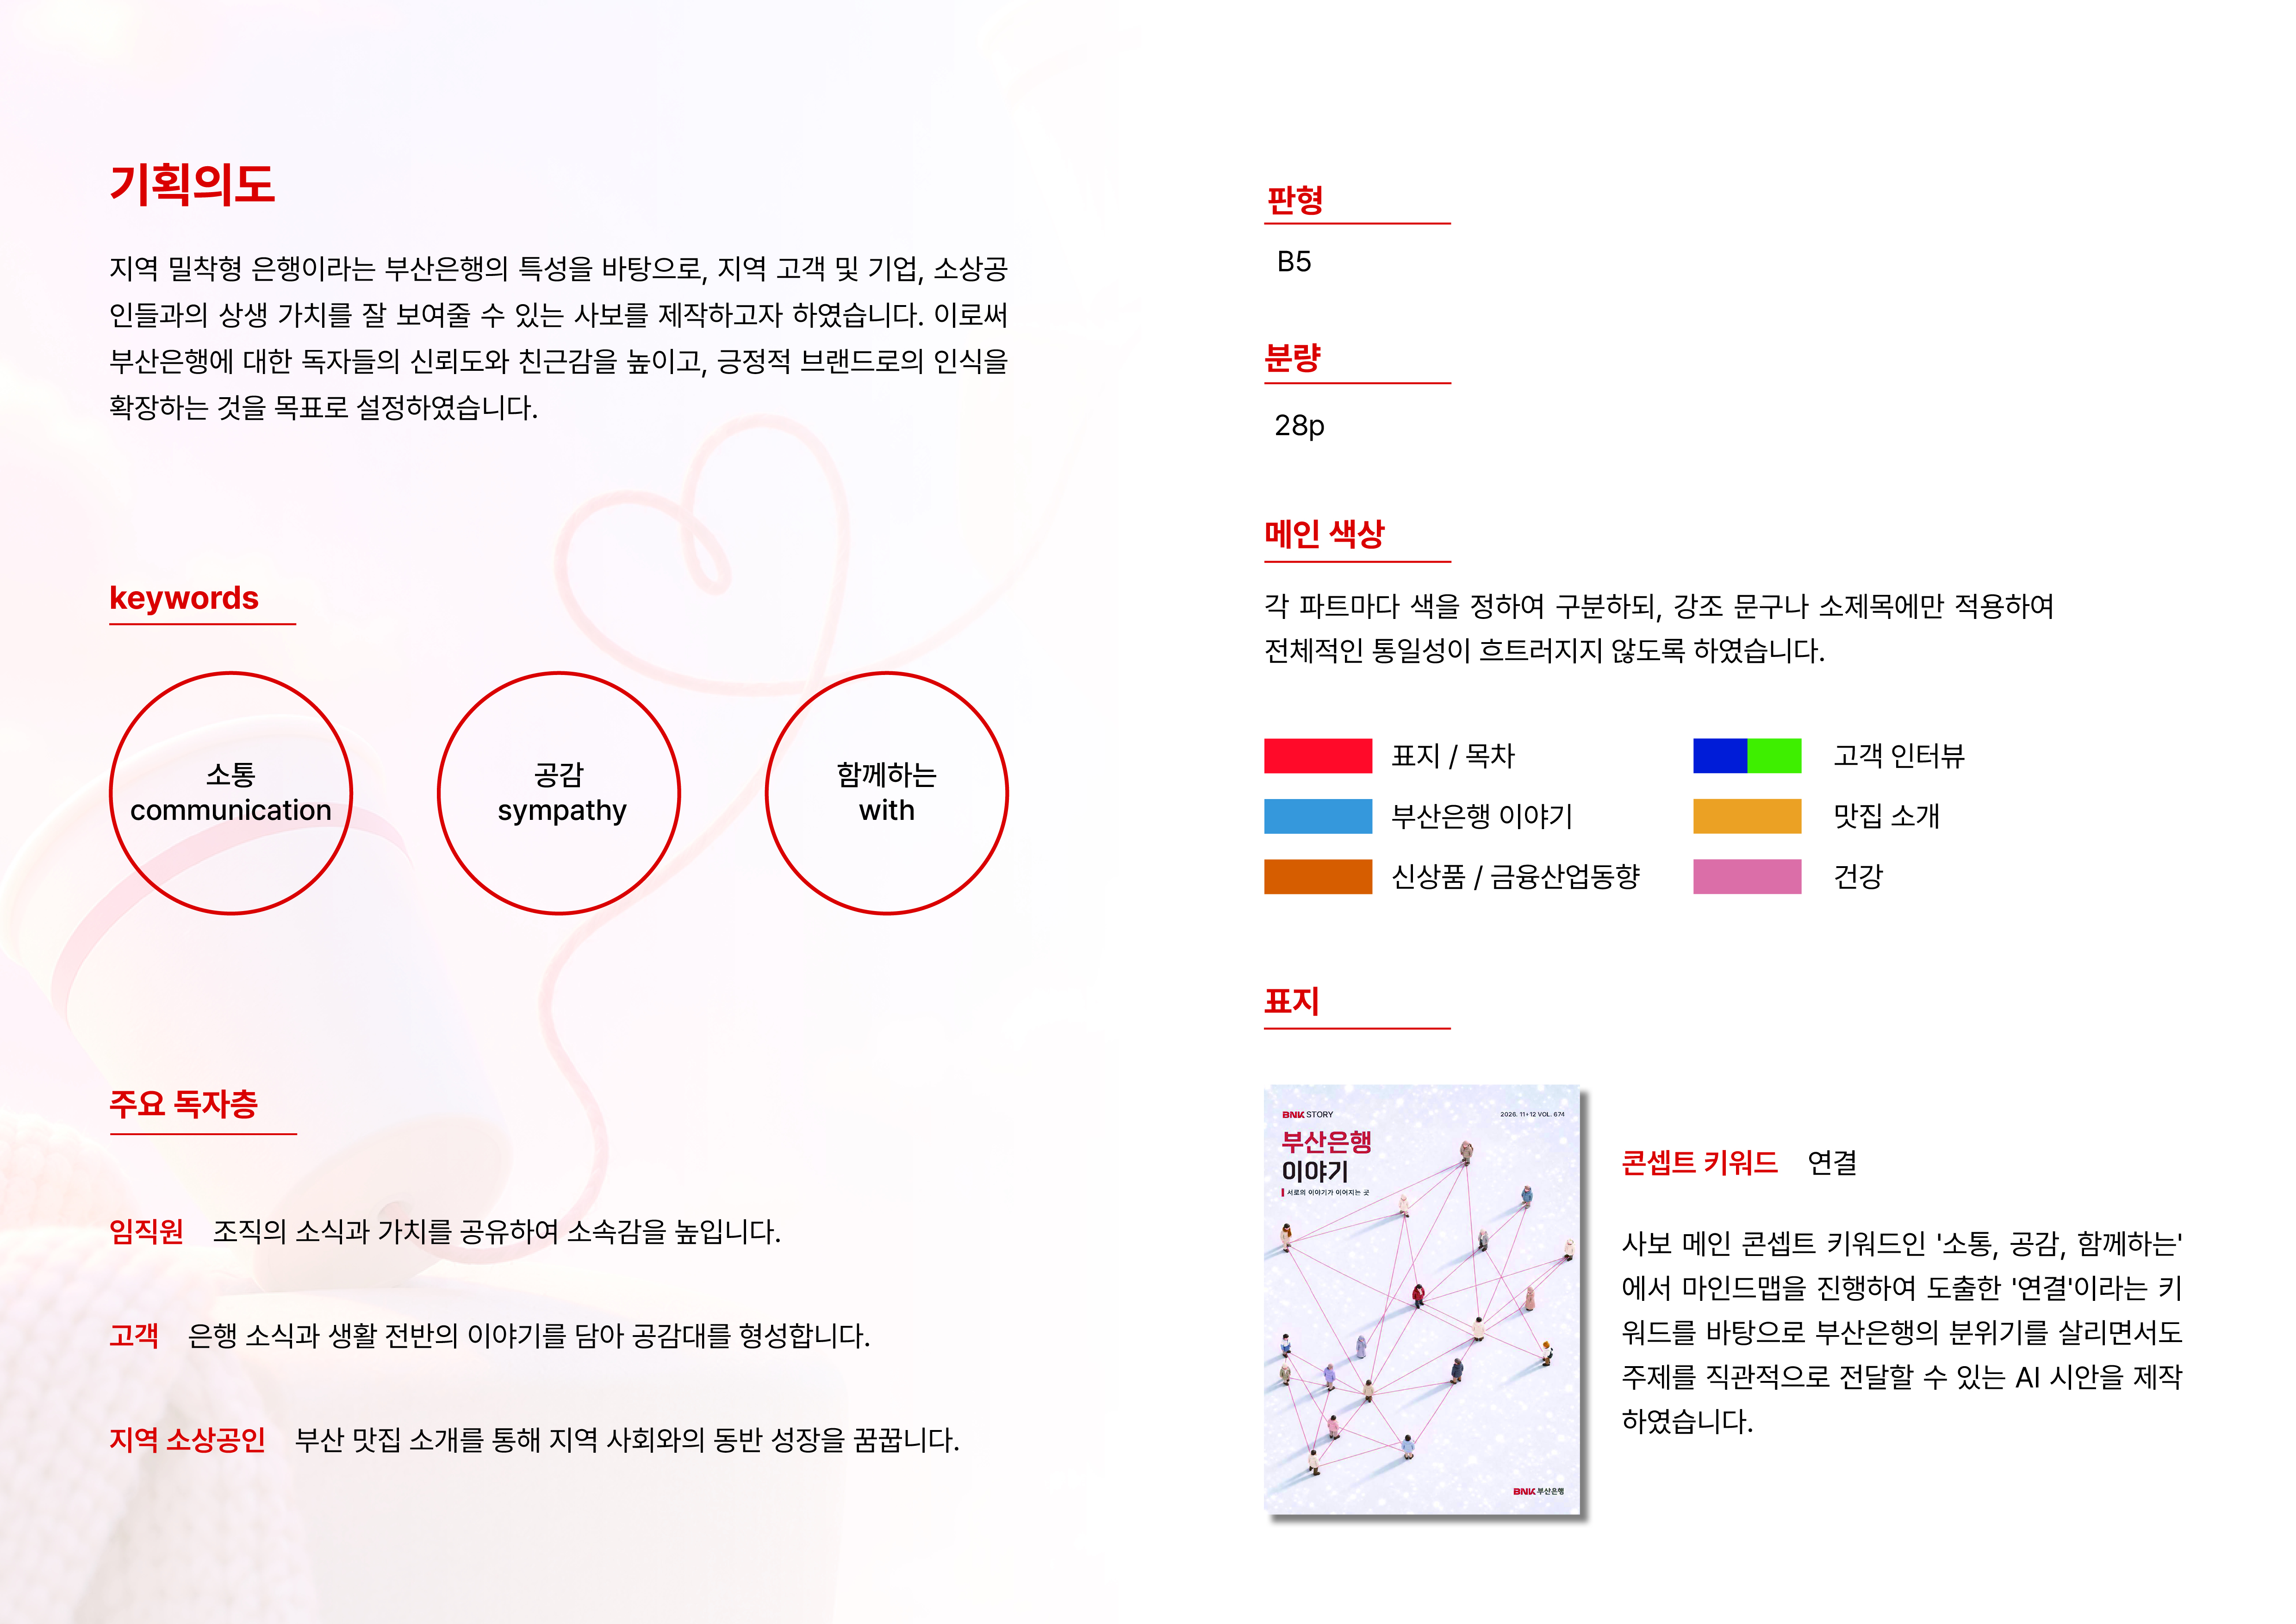 기획의도
지역 밀착형 은행이라는 부산은행의 특성을 바탕으로, 지역 고객 및 기업, 소상공
인들과의 상생 가치를 잘 보여줄 수 있는 사보를 제작하고자 하였습니다. 이로써
부산은행에 대한 독자들의 신뢰도와 친근감을 높이고, 긍정적 브랜드로의 인식을
확장하는 것을 목표로 설정하였습니다.
keywords
소통
communication
공감
sympathy
함께하는
with
주요 독자층
임직원 조직의 소식과 가치를 공유하여 소속감을 높입니다.
고객 은행 소식과 생활 전반의 이야기를 담아 공감대를 형성합니다.
지역 소상공인 부산 맛집 소개를 통해 지역 사회와의 동반 성장을 꿈꿉니다.
판형
B5
분량
28p
메인 색상
각 파트마다 색을 정하여 구분하되, 강조 문구나 소제목에만 적용하여
전체적인 통일성이 흐트러지지 않도록 하였습니다.
표지 / 목차
고객 인터뷰
부산은행 이야기
맛집 소개
신상품 / 금융산업동향
건강
표지
BNK STORY
2026. 11+12 VOL. 674
부산은행
이야기
서로의 이야기가 이어지는 곳
BNK 부산은행
콘셉트 키워드 연결
사보 메인 콘셉트 키워드인 '소통, 공감, 함께하는'
에서 마인드맵을 진행하여 도출한 '연결'이라는 키
워드를 바탕으로 부산은행의 분위기를 살리면서도
주제를 직관적으로 전달할 수 있는 AI 시안을 제작
하였습니다.